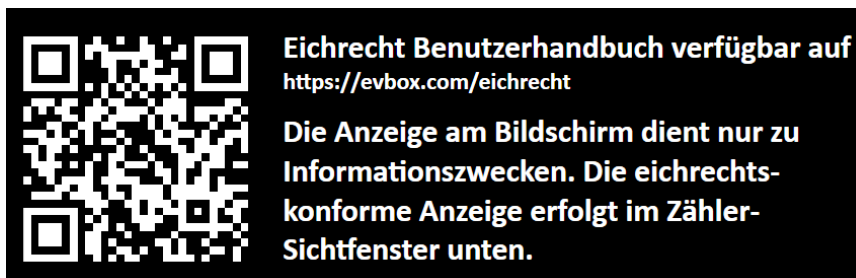 Eichrecht Benutzerhandbuch verfügbar auf
https://evbox.com/eichrecht
Die Anzeige am Bildschirm dient nur zu
Informationszwecken. Die eichrechts-
konforme Anzeige erfolgt im Zähler-
Sichtfenster unten.